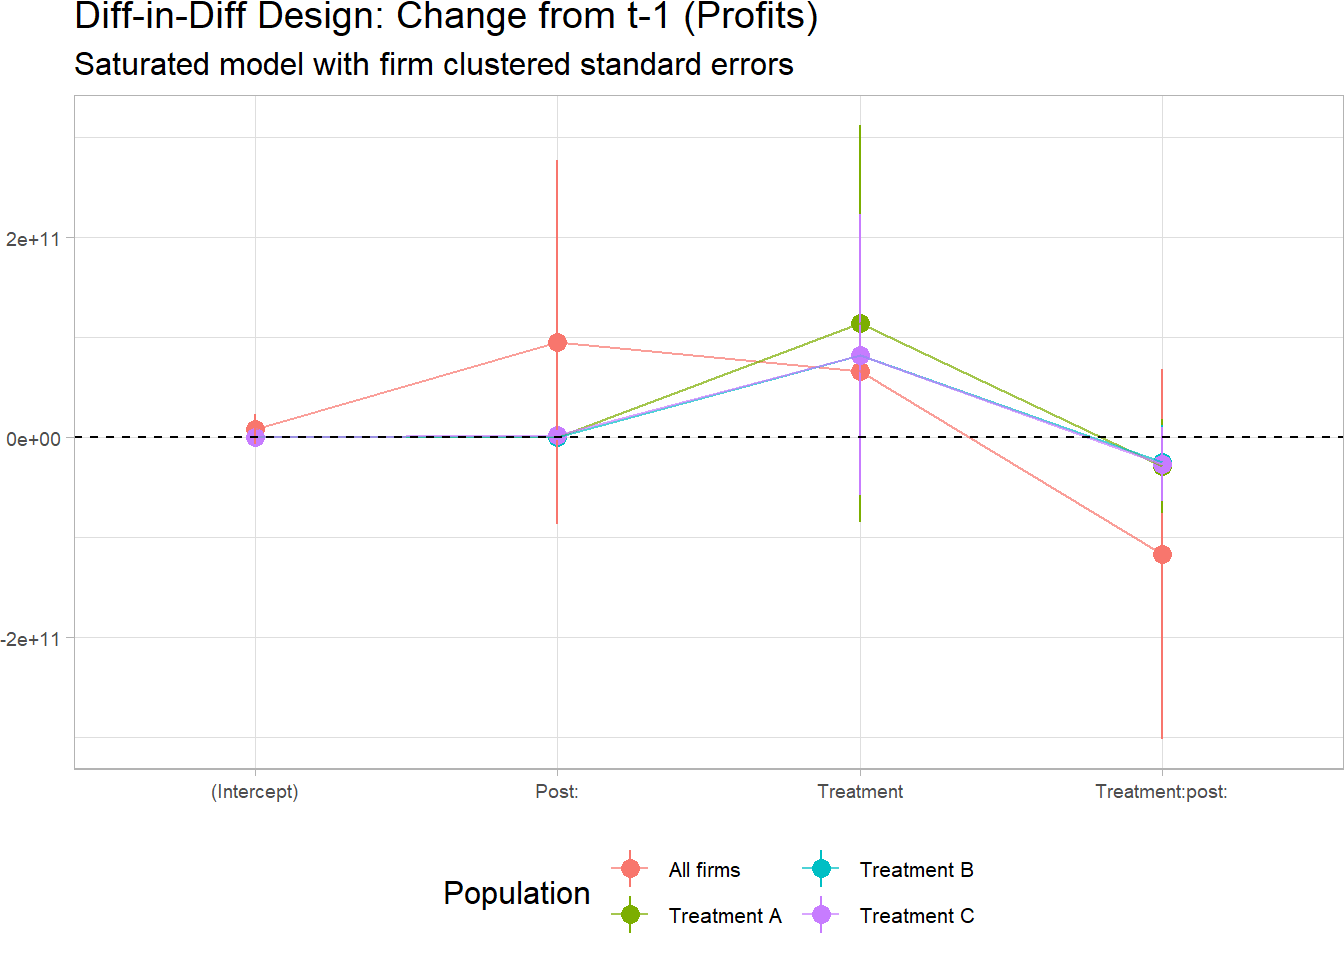 Diff-in-Diff Design: Change from t-1 (Profits)
Saturated model with firm clustered standard errors
2e+11
0e+00
-2e+11
(Intercept)
Post:
Treatment
Treatment:post:
Population
All firms
Treatment B
Treatment A
Treatment C